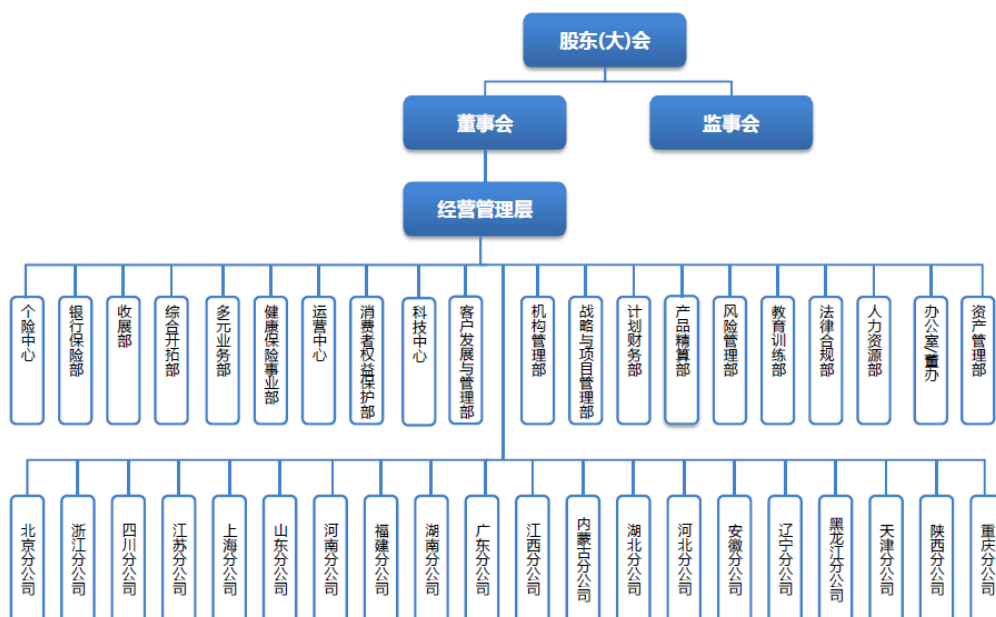 股东(大)会
董事会
监事会
经营管理层
个险中心
银行保险部
收展部
综合开拓部
多元业务部
健康保险事业部
运营中心
消费者权益保护部
科技中心
客户发展与管理部
机构管理部
战略与项目管理部
计划财务部
产品精算部
风险管理部
教育训练部
法律合规部
人力资源部
办公室/董办
资产管理部
北京分公司
浙江分公司
四川分公司
江苏分公司
上海分公司
山东分公司
河南分公司
福建分公司
湖南分公司
广东分公司
江西分公司
内蒙古分公司
湖北分公司
河北分公司
安徽分公司
辽宁分公司
黑龙江分公司
天津分公司
陕西分公司
重庆分公司